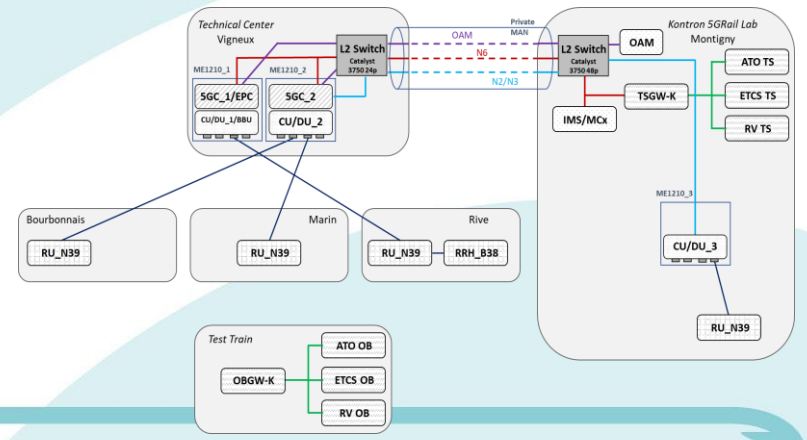 Technical Center
Vigneux
ME1210_1
ME1210_2
5GC_1/EPC
CU/DU_1/BBU
5GC_2
CU/DU_2
L2 Switch
Catalyst
3750 24p
OAM
Private
MAN
N6
N2/N3
Kontron 5GRail Lab
Montigny
L2 Switch
Catalyst
3750 48p
OAM
IMS/MCx
TSGW-K
ATO TS
ETCS TS
RV TS
ME1210_3
CU/DU_3
RU_N39
Bourbonnais
RU_N39
Marin
RU_N39
Rive
RU_N39
RRH_B38
Test Train
OBGW-K
ATO OB
ETCS OB
RV OB